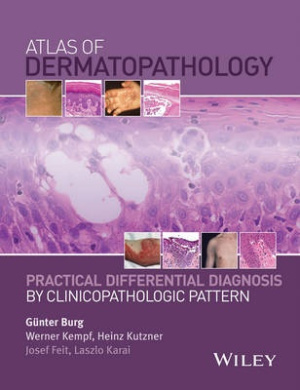 ATLAS OF
DERMATOPATHOLOGY
PRACTICAL DIFFERENTIAL DIAGNOSIS
BY CLINICOPATHOLOGIC PATTERN
Günter Burg
Werner Kempf, Heinz Kutzner
Josef Feit, Laszlo Karai
WILEY